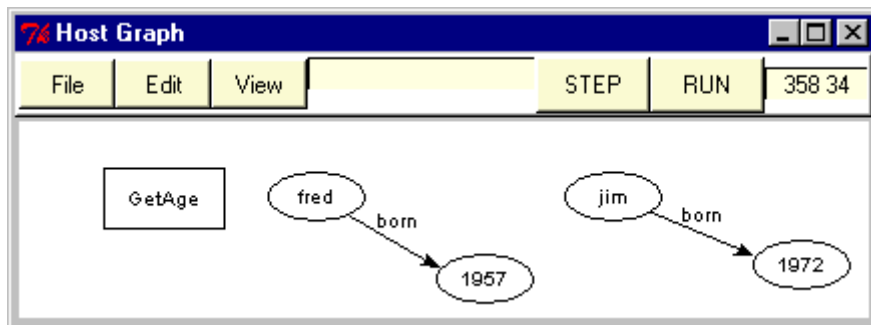 Host Graph
File Edit View STEP RUN 358 34
GetAge fred jim
born born
1957 1972